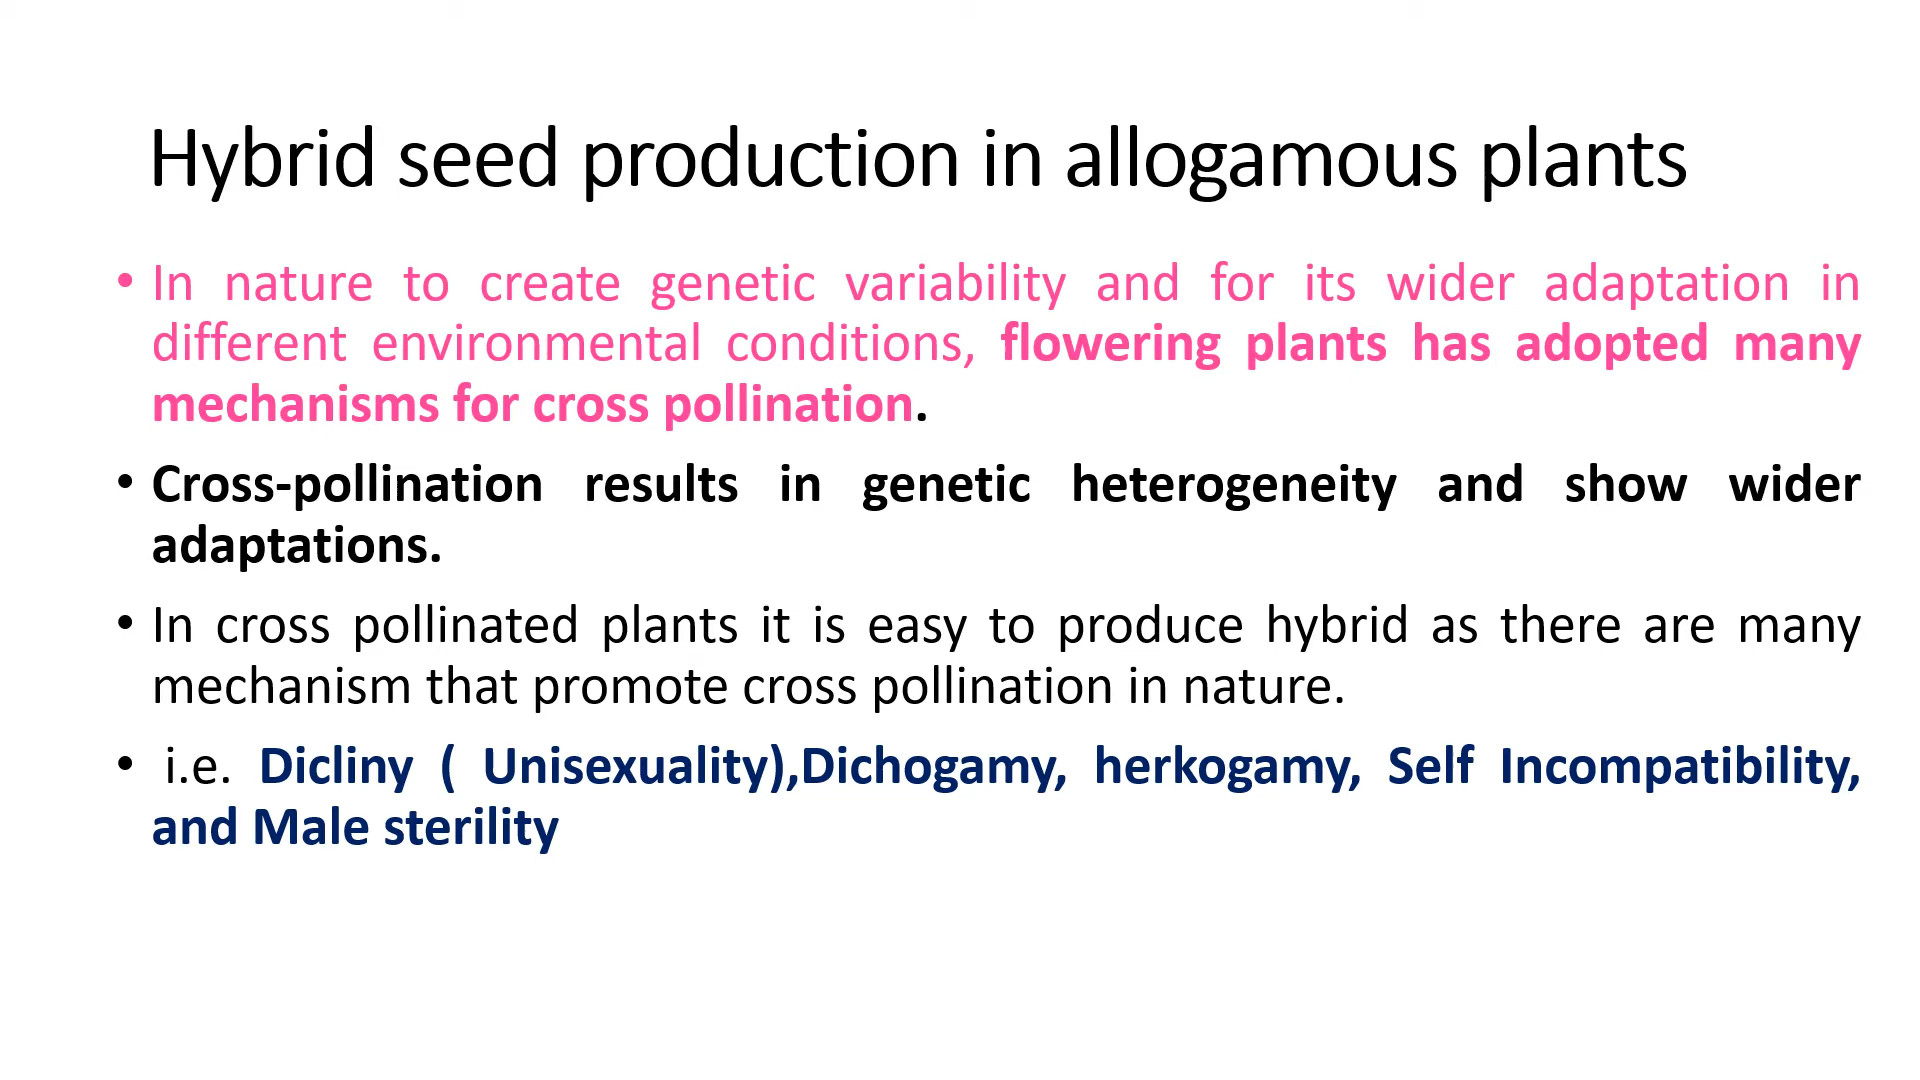 Hybrid seed production in allogamous plants
• In nature to create genetic variability and for its wider adaptation in
different environmental conditions, flowering plants has adopted many
mechanisms for cross pollination.
• Cross-pollination results in genetic heterogeneity and show wider
adaptations.
• In cross pollinated plants it is easy to produce hybrid as there are many
mechanism that promote cross pollination in nature.
• i.e. Dicliny ( Unisexuality),Dichogamy, herkogamy, Self Incompatibility,
and Male sterility